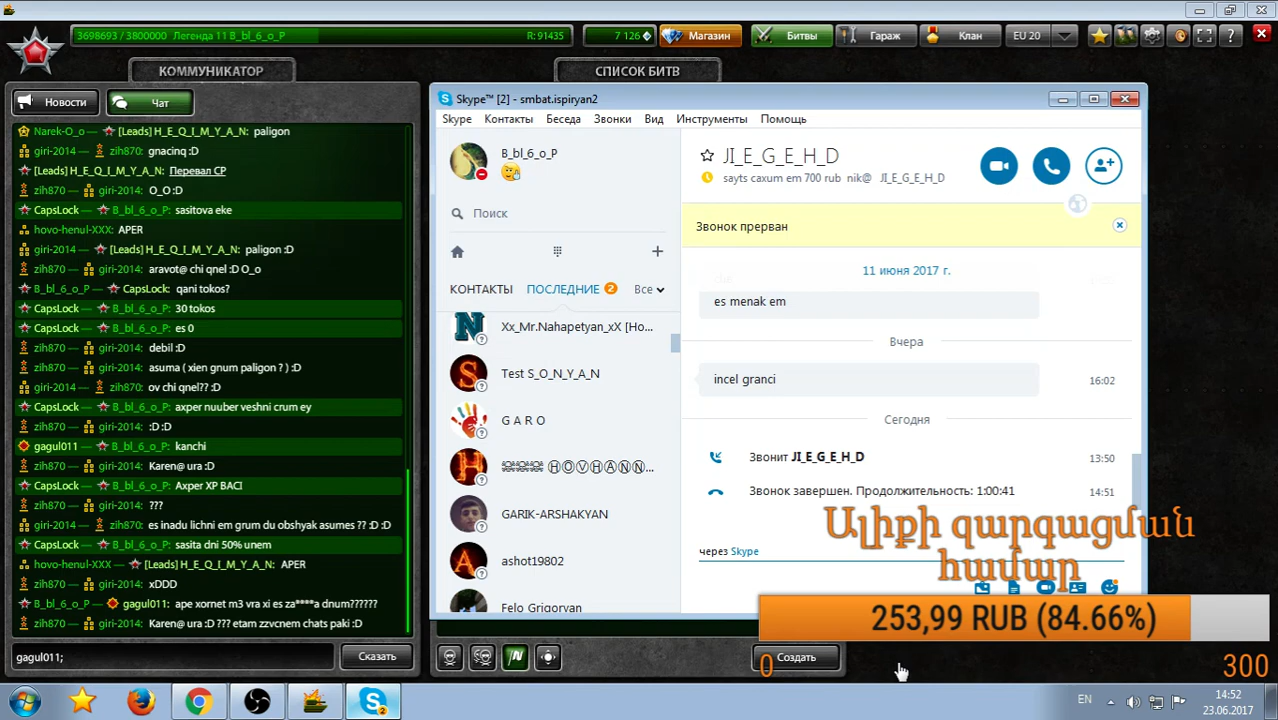 3698693 / 3800000 Легенда 11 B_bl_6_o_P
R: 91435
7 126
Магазин
Битвы
Гараж
Клан
EU 20
КОММУНИКАТОР
СПИСОК БИТВ
Новости
Чат
Narek-O_o — [Leads] H_E_Q_I_M_Y_A_N: paligon
giri-2014 — zih870: gnacinq :D
[Leads] H_E_Q_I_M_Y_A_N: Перевал CP
zih870 — giri-2014: O_O :D
CapsLock — B_bl_6_o_P: sasitova eke
hovo-henul-XXX — APER
giri-2014 — [Leads] H_E_Q_I_M_Y_A_N: paligon :D
zih870 — giri-2014: aravot@ chi qnel :D O_o
B_bl_6_o_P — CapsLock: qani tokos?
CapsLock — B_bl_6_o_P: 30 tokos
CapsLock — B_bl_6_o_P: es 0
zih870 — giri-2014: debil :D
zih870 — giri-2014: asuma ( xien gnum paligon ? ) :D
giri-2014 — zih870: ov chi qnel?? :D
CapsLock — B_bl_6_o_P: axper nuuber veshni crum ey
giri-2014 — zih870: :D :D
gagul011 — B_bl_6_o_P: kanchi
zih870 — giri-2014: Karen@ ura :D
CapsLock — B_bl_6_o_P: Axper XP BACI
zih870 — giri-2014: ???
giri-2014 — zih870: es inadu lichni em grum du obshyak asumes ?? :D :D
CapsLock — B_bl_6_o_P: sasita dni 50% unem
hovo-henul-XXX — [Leads] H_E_Q_I_M_Y_A_N: APER
zih870 — giri-2014: xDDD
B_bl_6_o_P — gagul011: ape xornet m3 vra xi es za****a dnum??????
zih870 — giri-2014: Karen@ ura :D ??? etam zzvcnem chats paki :D
gagul011;
Сказать
Создать
Skype™ [2] - smbat.ispiryan2
Skype Контакты Беседа Звонки Вид Инструменты Помощь
B_bl_6_o_P
Поиск
КОНТАКТЫ
ПОСЛЕДНИЕ 2
Все
Xx_Mr.Nahapetyan_xX [Ho...
Test S_O_N_Y_A_N
G A R O
ⒽⓄⓋⒽⒶⓃⓃ...
GARIK-ARSHAKYAN
ashot19802
Felo Grigoryan
JI_E_G_E_H_D
sayts caxum em 700 rub nik@ JI_E_G_E_H_D
Звонок прерван
11 июня 2017 г.
es menak em
Вчера
incel granci
16:02
Сегодня
Звонит JI_E_G_E_H_D
13:50
Звонок завершен. Продолжительность: 1:00:41
14:51
через Skype
Ալիքի զարգացման
համար
253,99 RUB (84.66%)
0
300
EN
14:52
23.06.2017